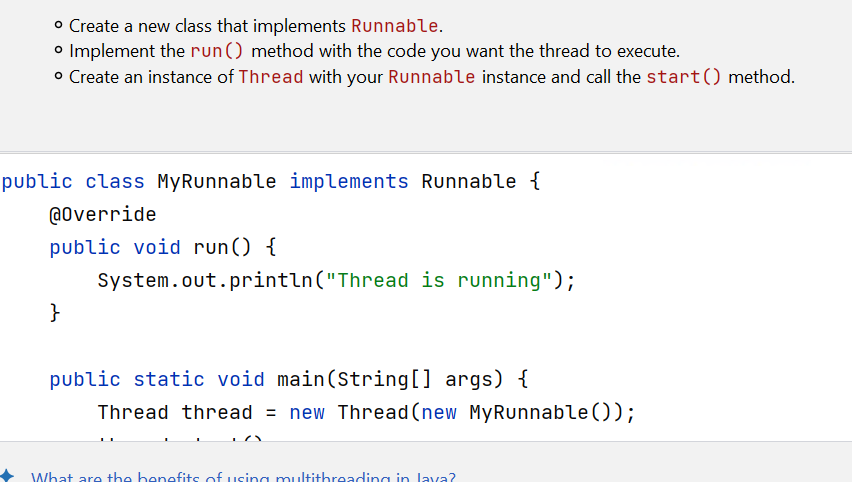 Create a new class that implements Runnable.
Implement the run() method with the code you want the thread to execute.
Create an instance of Thread with your Runnable instance and call the start() method.
public class MyRunnable implements Runnable {
    @Override
    public void run() {
        System.out.println("Thread is running");
    }
    public static void main(String[] args) {
        Thread thread = new Thread(new MyRunnable());
What are the benefits of using multithreading in Java?